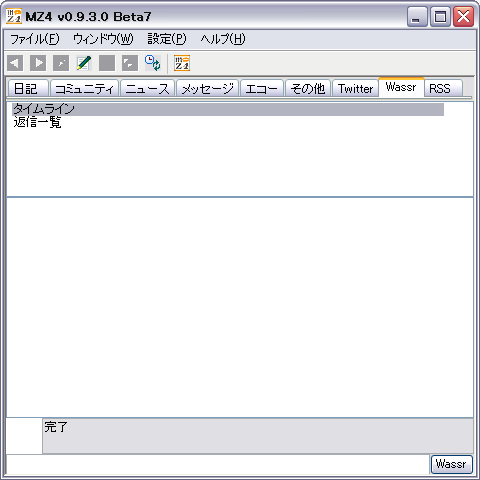 MZ4 v0.9.3.0 Beta7
ファイル(F) ウィンドウ(W) 設定(P) ヘルプ(H)
日記 コミュニティ ニュース メッセージ エコー その他 Twitter Wassr RSS
タイムライン
返信一覧
完了
Wassr